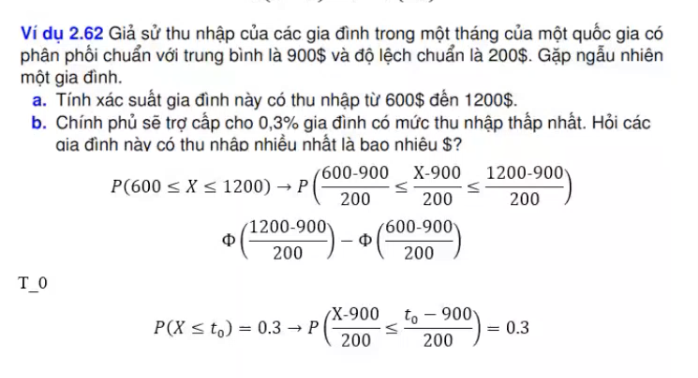 Ví dụ 2.62 Giả sử thu nhập của các gia đình trong một tháng của một quốc gia có
phân phối chuẩn với trung bình là 900$ và độ lệch chuẩn là 200$. Gặp ngẫu nhiên
một gia đình.
a. Tính xác suất gia đình này có thu nhập từ 600$ đến 1200$.
b. Chính phủ sẽ trợ cấp cho 0,3% gia đình có mức thu nhập thấp nhất. Hỏi các
gia đình này có thu nhập nhiều nhất là bao nhiêu $?
P(600 ≤ X ≤ 1200) → P((600-900)/200 ≤ (X-900)/200 ≤ (1200-900)/200)
Φ((1200-900)/200) − Φ((600-900)/200)
T_0
P(X ≤ t₀) = 0.3 → P((X-900)/200 ≤ (t₀ − 900)/200) = 0.3